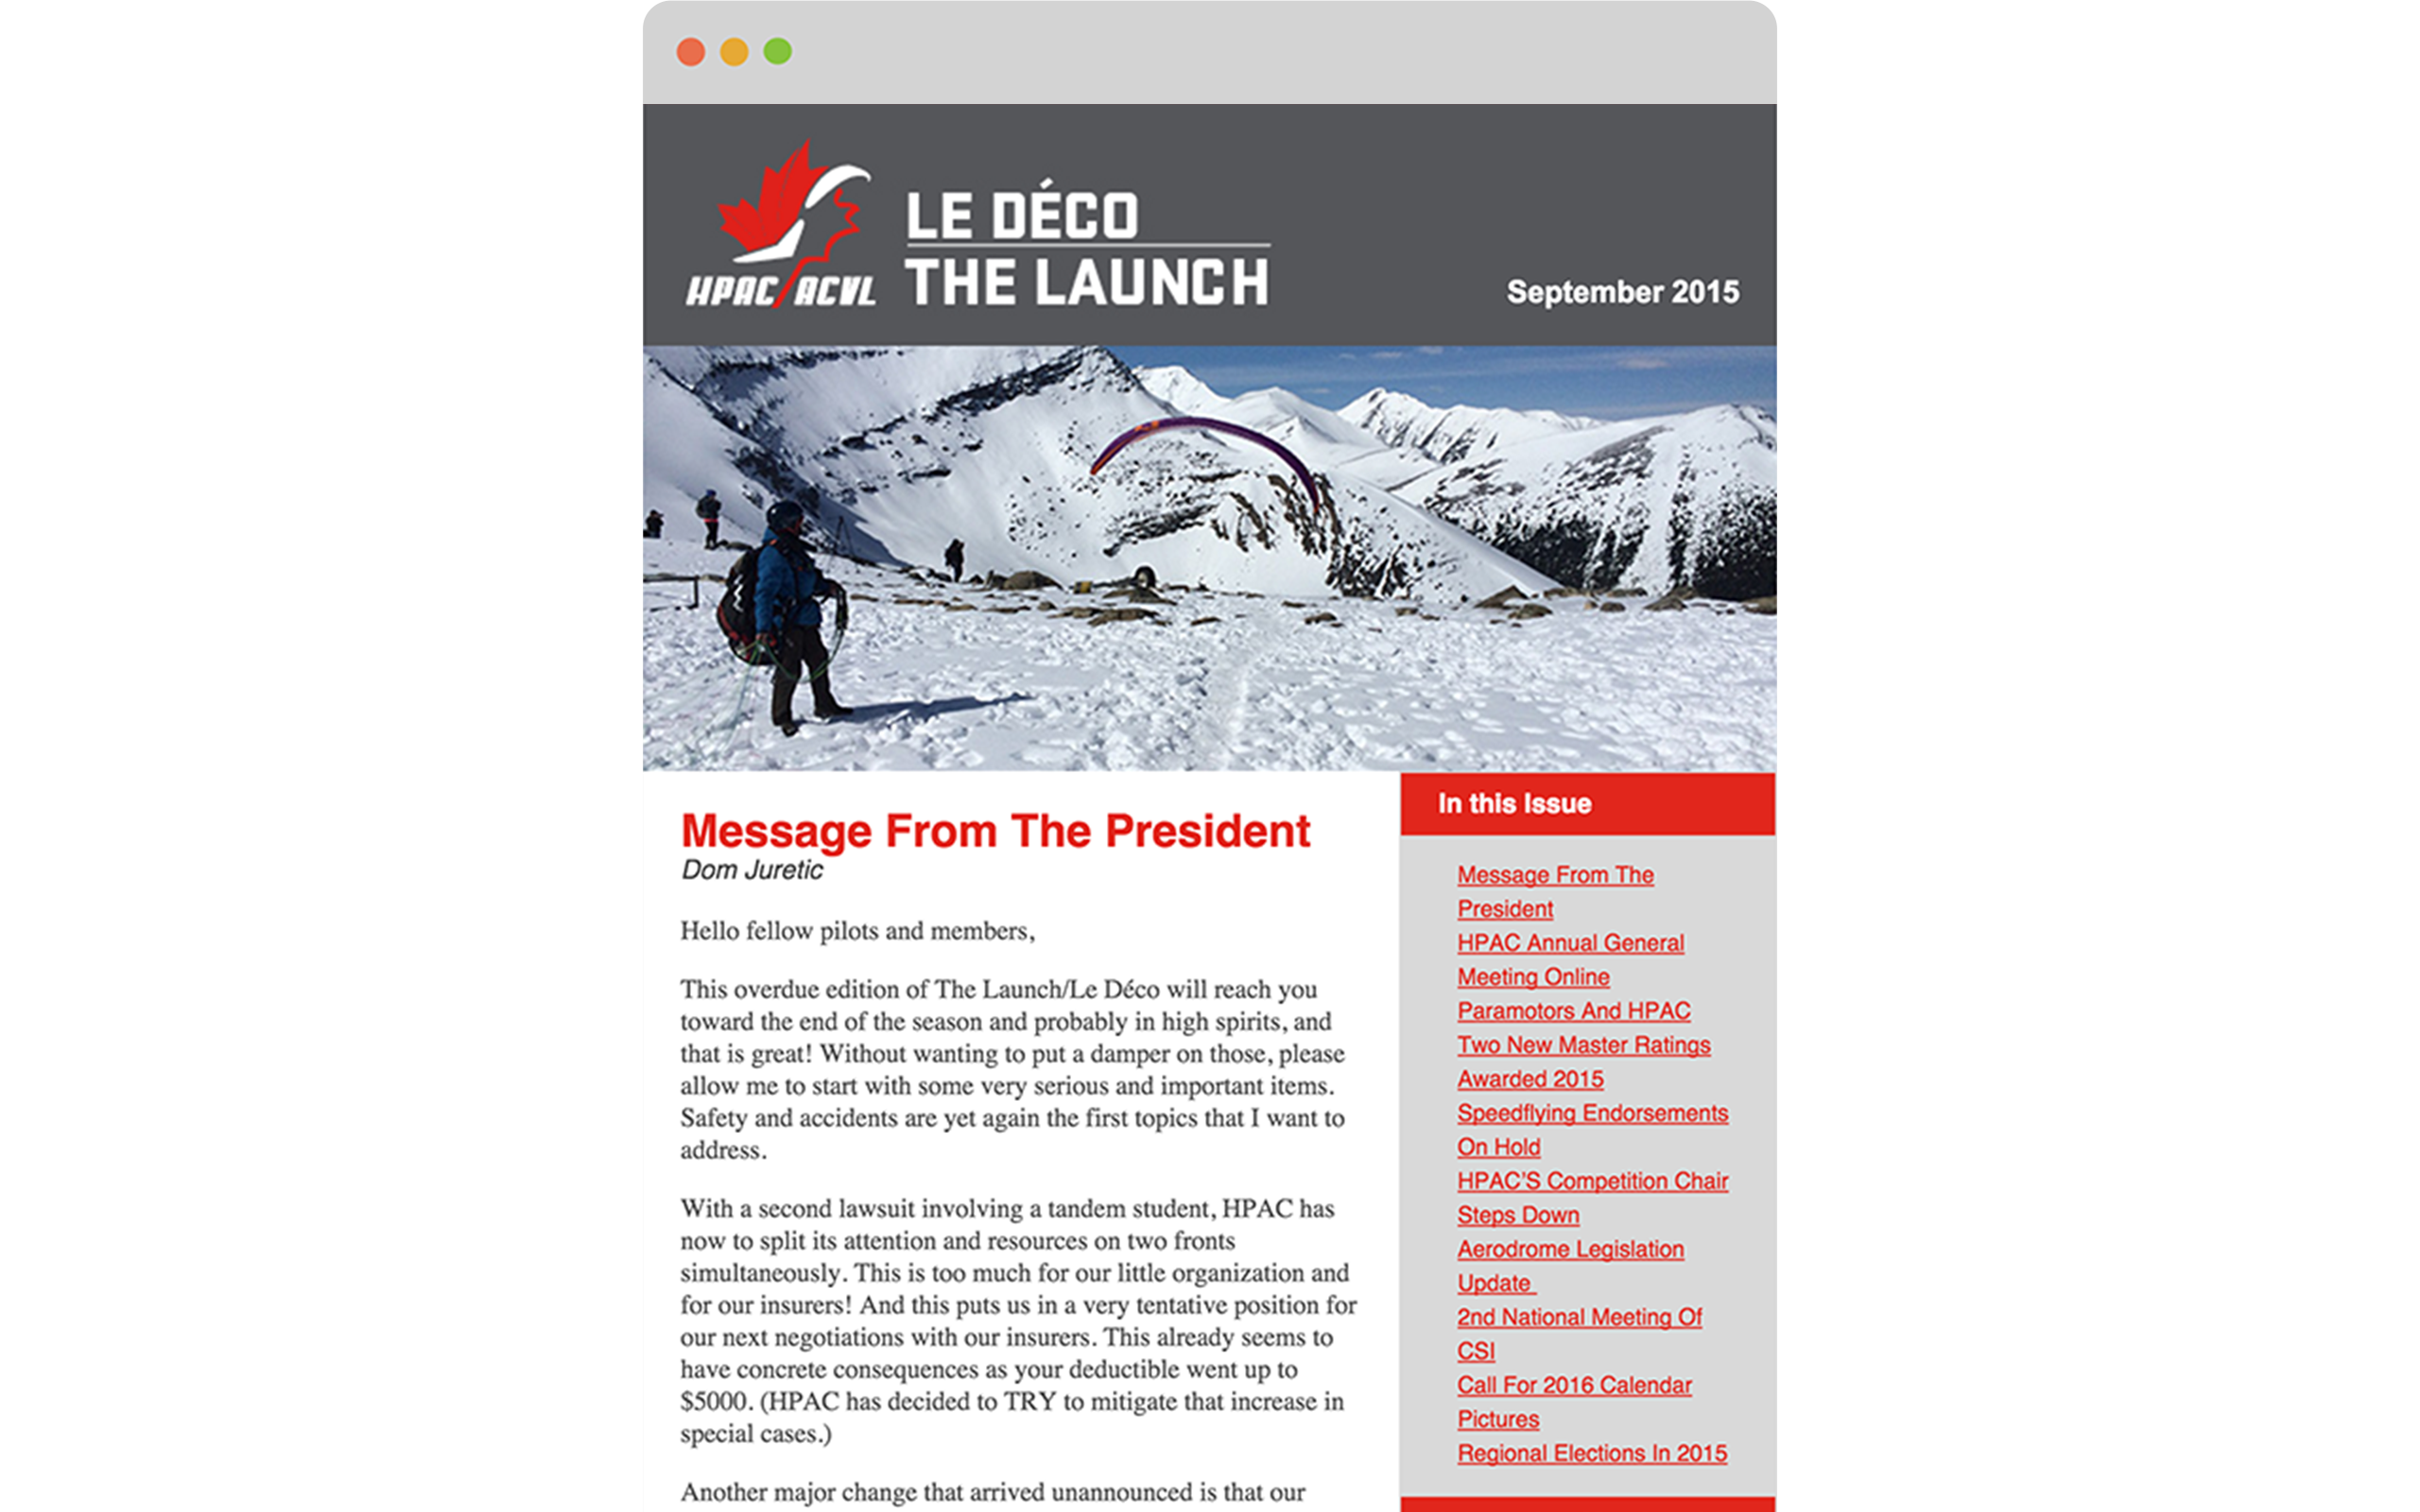 HPAC/ACVL
LE DÉCO
THE LAUNCH
September 2015
Message From The President
Dom Juretic
Hello fellow pilots and members,
This overdue edition of The Launch/Le Déco will reach you
toward the end of the season and probably in high spirits, and
that is great! Without wanting to put a damper on those, please
allow me to start with some very serious and important items.
Safety and accidents are yet again the first topics that I want to
address.
With a second lawsuit involving a tandem student, HPAC has
now to split its attention and resources on two fronts
simultaneously. This is too much for our little organization and
for our insurers! And this puts us in a very tentative position for
our next negotiations with our insurers. This already seems to
have concrete consequences as your deductible went up to
$5000. (HPAC has decided to TRY to mitigate that increase in
special cases.)
Another major change that arrived unannounced is that our
In this Issue
Message From The
President
HPAC Annual General
Meeting Online
Paramotors And HPAC
Two New Master Ratings
Awarded 2015
Speedflying Endorsements
On Hold
HPAC'S Competition Chair
Steps Down
Aerodrome Legislation
Update
2nd National Meeting Of
CSI
Call For 2016 Calendar
Pictures
Regional Elections In 2015